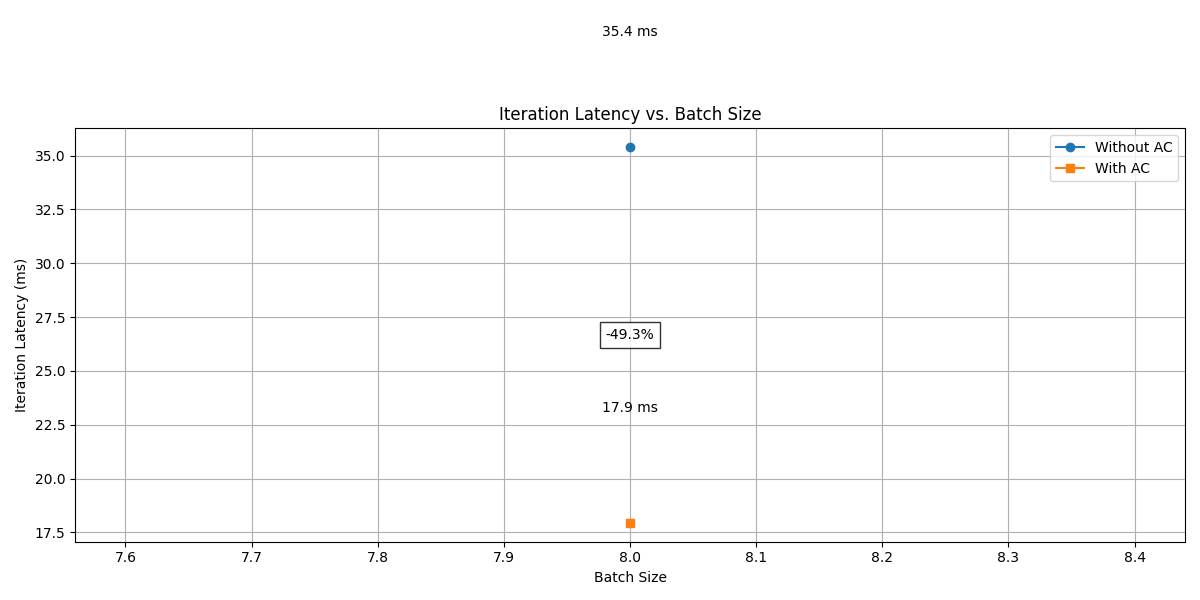 35.4 ms
Iteration Latency vs. Batch Size
Without AC
With AC
35.0
32.5
30.0
27.5
25.0
22.5
20.0
17.5
Iteration Latency (ms)
-49.3%
17.9 ms
7.6 7.7 7.8 7.9 8.0 8.1 8.2 8.3 8.4
Batch Size